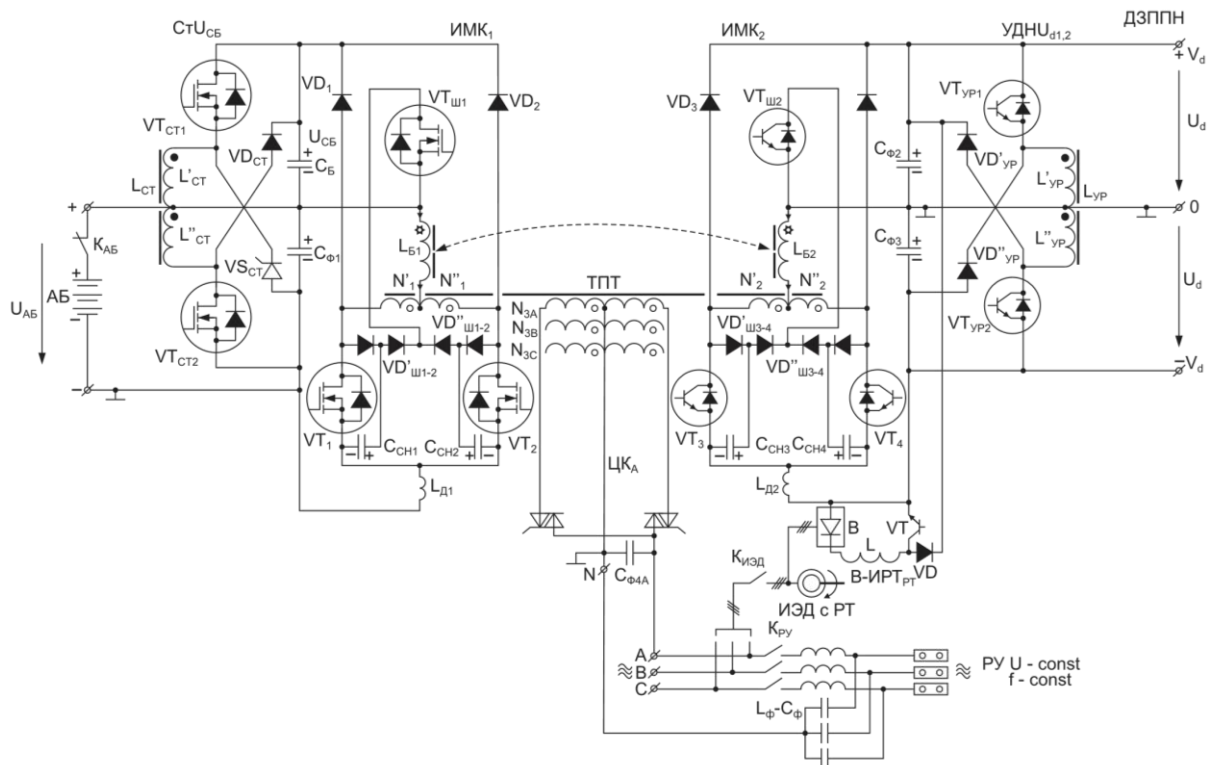 СтU_СБ ИМК₁ ИМК₂ УДНU_d1,2 ДЗППН
+ V_d
VD₁ VT_Ш1 VD₂ VD₃ VT_Ш2 VT_УР1
VT_СТ1 U_СБ U_d
VD_СТ + C_Б − C_Ф2 + − VD'_УР
L_СТ L'_СТ L'_УР L_УР
+ 0
К_АБ L''_СТ + C_Ф1 − L_Б1 L_Б2 C_Ф3 + − L''_УР
VS_СТ VD''_УР
U_АБ АБ + − N'₁ N''₁ ТПТ N'₂ N''₂ U_d
N_3A VT_УР2
VD''_Ш1-2 N_3B VD'_Ш3-4
VT_СТ2 N_3C
VD'_Ш1-2 VD''_Ш3-4 − V_d
−
VT₁ C_СН1 C_СН2 VT₂ VT₃ C_СН3 C_СН4 VT₄
− + + − − + + −
ЦК_А
L_Д1 L_Д2
В VT
L
К_ИЭД VD
N C_Ф4А В-ИРТ_РТ
ИЭД с РТ
К_РУ
A
≈ B ≈ РУ U - const
C f - const
L_ф-C_ф